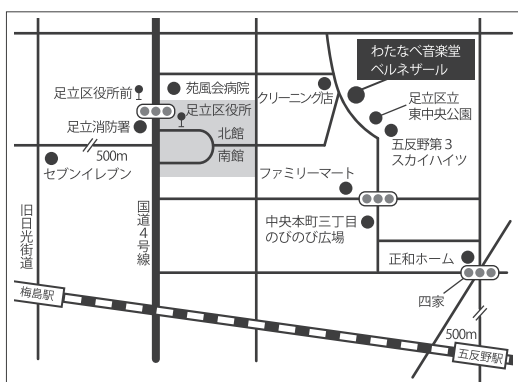 わたなべ音楽堂
ベルネザール
足立区役所前
苑風会病院
クリーニング店
足立区役所
足立区立
東中央公園
足立消防署
北館
南館
五反野第3
スカイハイツ
500m
セブンイレブン
ファミリーマート
旧日光街道
国道4号線
中央本町三丁目
のびのび広場
正和ホーム
四家
梅島駅
500m
五反野駅